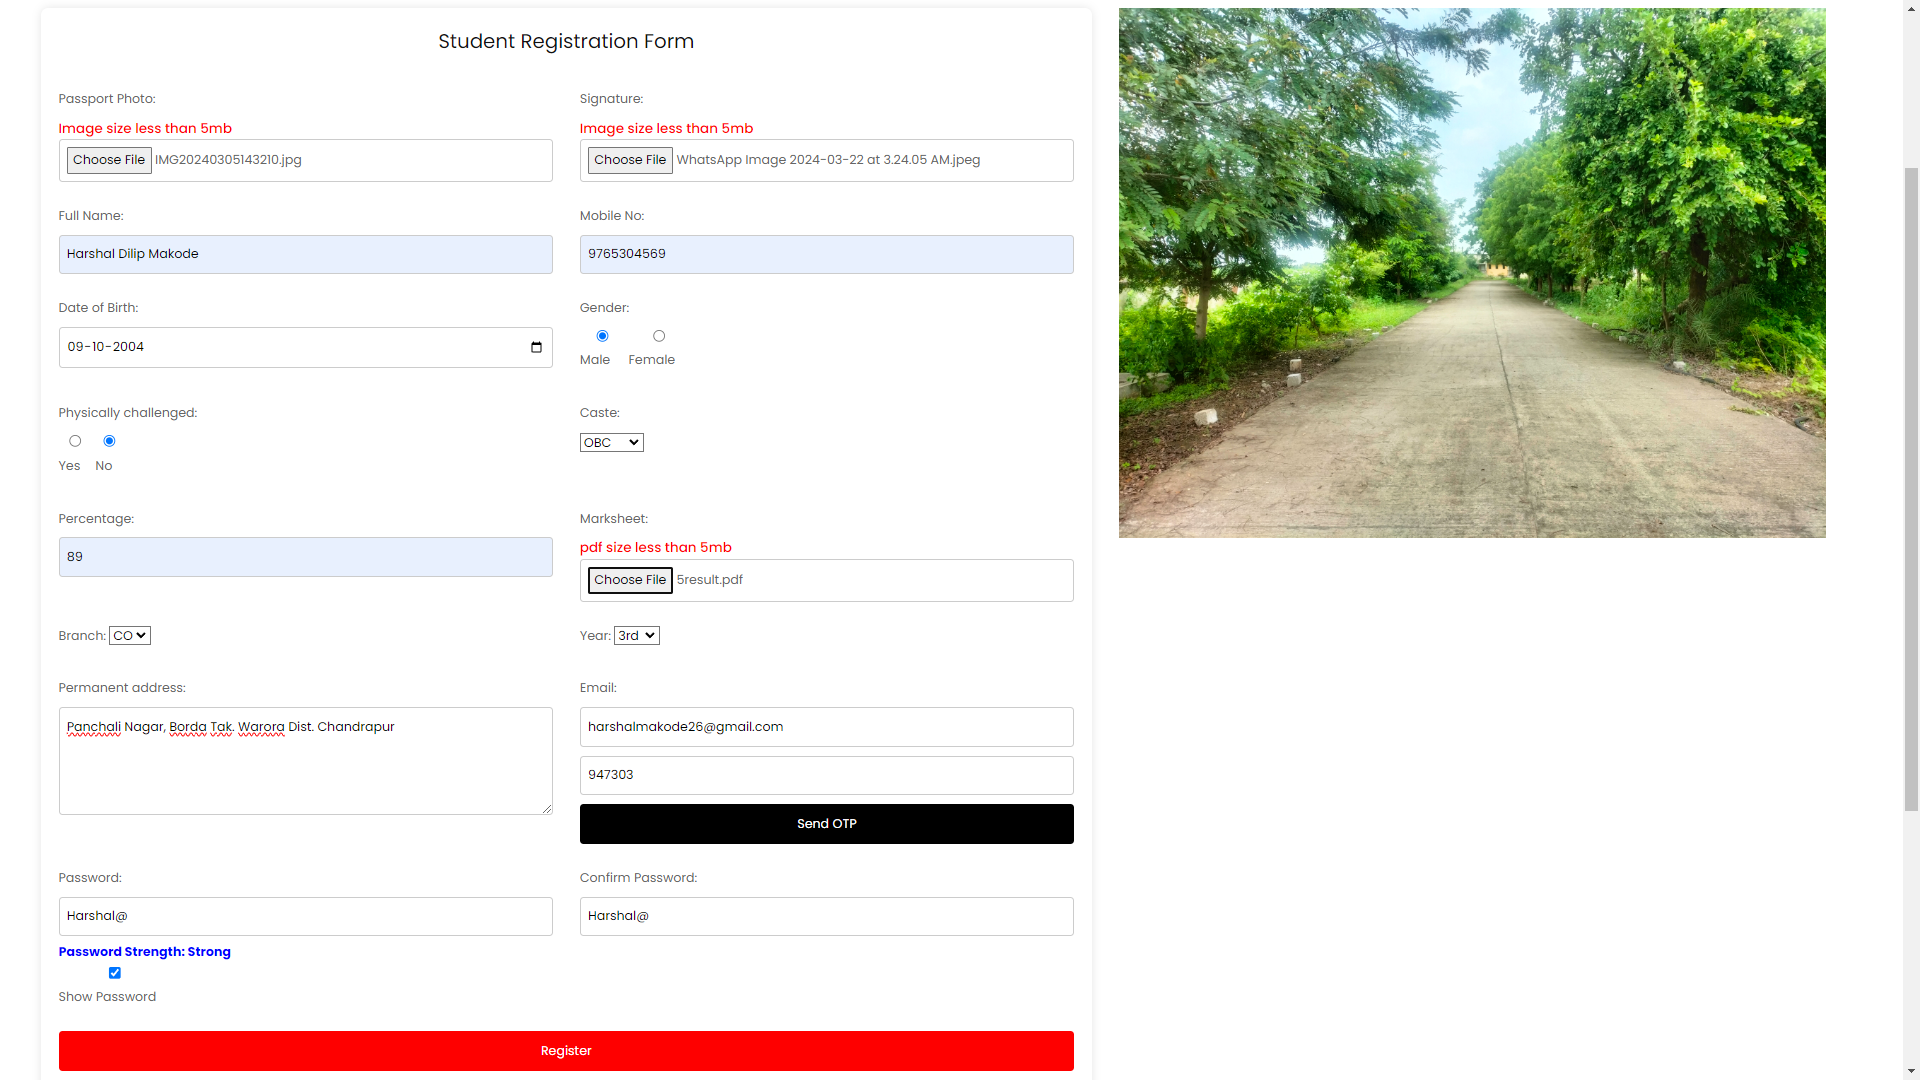 Student Registration Form
Passport Photo:
Signature:
Image size less than 5mb
Image size less than 5mb
Choose File IMG20240305143210.jpg
Choose File WhatsApp Image 2024-03-22 at 3.24.05 AM.jpeg
Full Name:
Mobile No:
Harshal Dilip Makode
9765304569
Date of Birth:
Gender:
09-10-2004
Male Female
Physically challenged:
Caste:
OBC
Yes No
Percentage:
Marksheet:
pdf size less than 5mb
89
Choose File 5result.pdf
Branch: CO
Year: 3rd
Permanent address:
Email:
Panchali Nagar, Borda Tak. Warora Dist. Chandrapur
harshalmakode26@gmail.com
947303
Send OTP
Password:
Confirm Password:
Harshal@
Harshal@
Password Strength: Strong
Show Password
Register